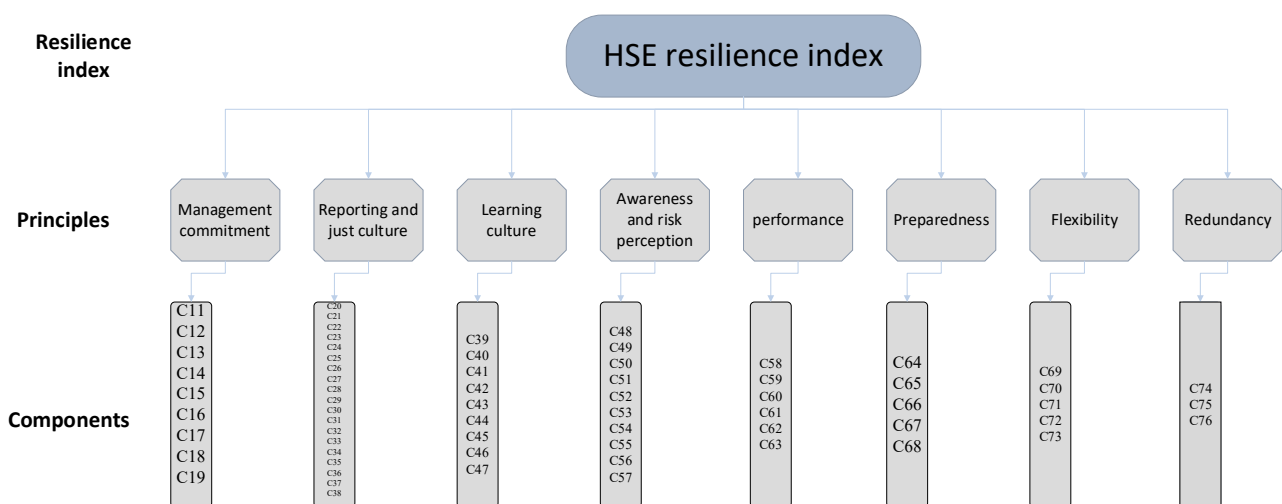 Resilience
index
HSE resilience index
Principles
Management
commitment
Reporting and
just culture
Learning
culture
Awareness
and risk
perception
performance
Preparedness
Flexibility
Redundancy
Components
C11
C12
C13
C14
C15
C16
C17
C18
C19
C20
C21
C22
C23
C24
C25
C26
C27
C28
C29
C30
C31
C32
C33
C34
C35
C36
C37
C38
C39
C40
C41
C42
C43
C44
C45
C46
C47
C48
C49
C50
C51
C52
C53
C54
C55
C56
C57
C58
C59
C60
C61
C62
C63
C64
C65
C66
C67
C68
C69
C70
C71
C72
C73
C74
C75
C76